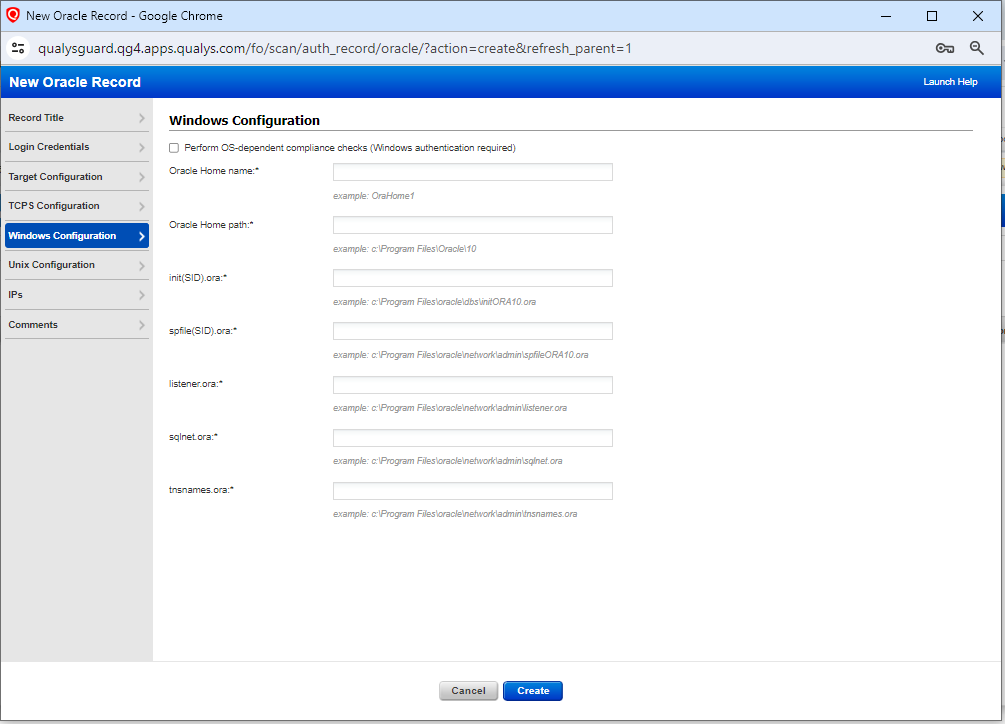 New Oracle Record - Google Chrome
qualysguard.qg4.apps.qualys.com/fo/scan/auth_record/oracle/?action=create&refresh_parent=1
New Oracle Record
Launch Help
Record Title
Login Credentials
Target Configuration
TCPS Configuration
Windows Configuration
Unix Configuration
IPs
Comments
Windows Configuration
Perform OS-dependent compliance checks (Windows authentication required)
Oracle Home name:*
example: OraHome1
Oracle Home path:*
example: c:\Program Files\Oracle\10
init(SID).ora:*
example: c:\Program Files\oracle\dbs\initORA10.ora
spfile(SID).ora:*
example: c:\Program Files\oracle\network\admin\spfileORA10.ora
listener.ora:*
example: c:\Program Files\oracle\network\admin\listener.ora
sqlnet.ora:*
example: c:\Program Files\oracle\network\admin\sqlnet.ora
tnsnames.ora:*
example: c:\Program Files\oracle\network\admin\tnsnames.ora
Cancel
Create